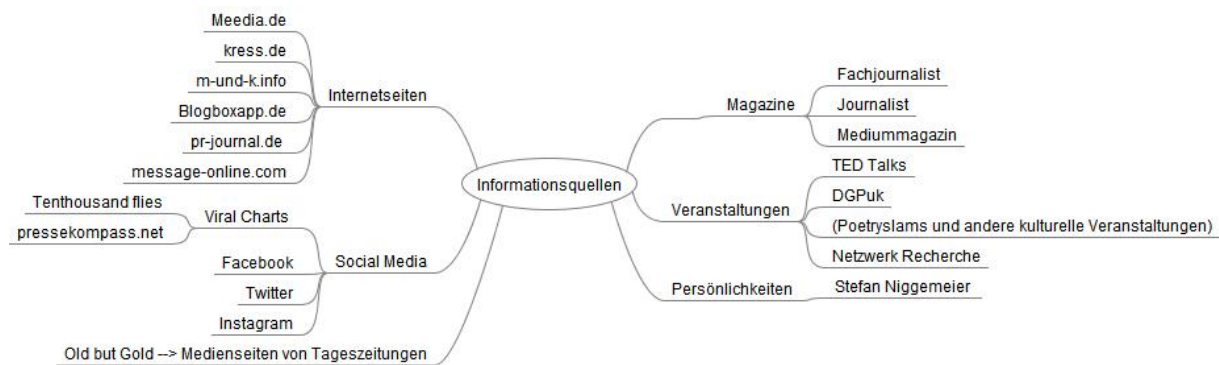 Informationsquellen
Internetseiten
Meedia.de
kress.de
m-und-k.info
Blogboxapp.de
pr-journal.de
message-online.com
Social Media
Viral Charts
Tenthousand flies
pressekompass.net
Facebook
Twitter
Instagram
Old but Gold --> Medienseiten von Tageszeitungen
Magazine
Fachjournalist
Journalist
Mediummagazin
Veranstaltungen
TED Talks
DGPuk
(Poetryslams und andere kulturelle Veranstaltungen)
Netzwerk Recherche
Persönlichkeiten
Stefan Niggemeier